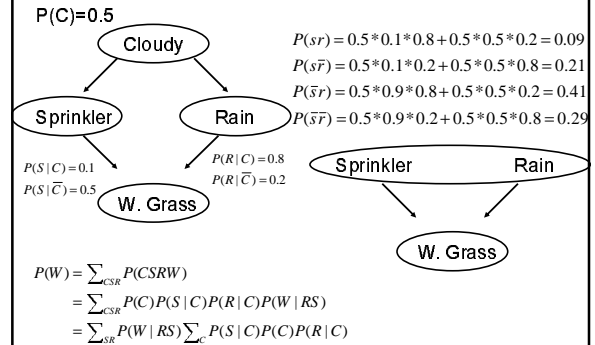 P(C)=0.5
Cloudy
Sprinkler
Rain
P(S | C) = 0.1
P(S | C̅) = 0.5
P(R | C) = 0.8
P(R | C̅) = 0.2
W. Grass
P(sr) = 0.5*0.1*0.8+0.5*0.5*0.2 = 0.09
P(sr̅) = 0.5*0.1*0.2+0.5*0.5*0.8 = 0.21
P(s̅r) = 0.5*0.9*0.8+0.5*0.5*0.2 = 0.41
P(s̅r̅) = 0.5*0.9*0.2+0.5*0.5*0.8 = 0.29
Sprinkler Rain
W. Grass
P(W) = ∑_CSR P(CSRW)
= ∑_CSR P(C)P(S | C)P(R | C)P(W | RS)
= ∑_SR P(W | RS)∑_C P(S | C)P(C)P(R | C)